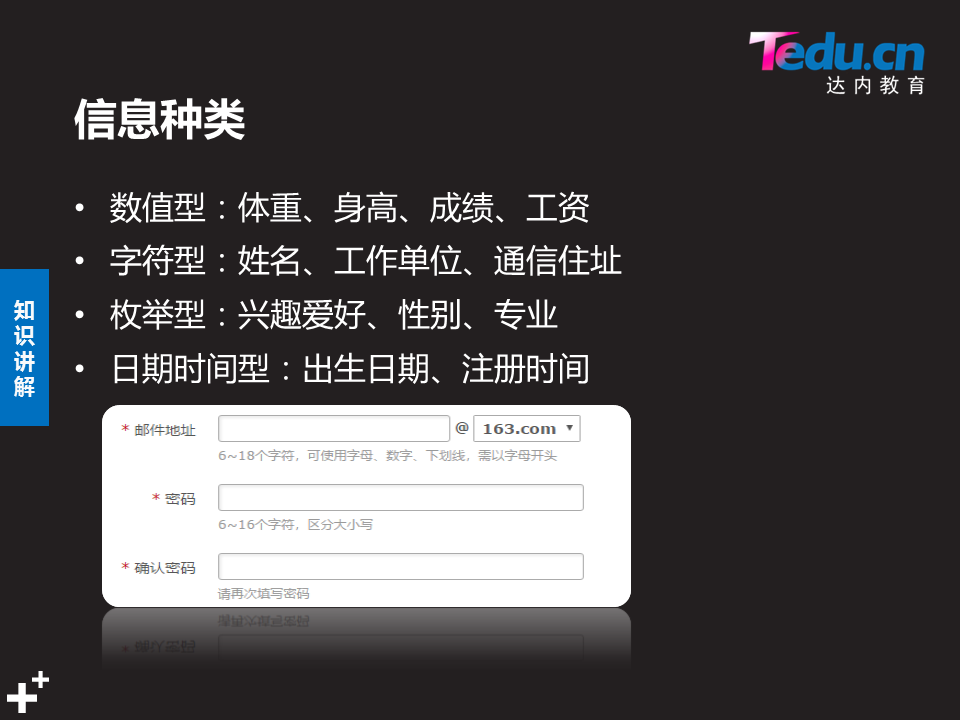 Tedu.cn
达内教育
信息种类
• 数值型：体重、身高、成绩、工资
• 字符型：姓名、工作单位、通信住址
• 枚举型：兴趣爱好、性别、专业
• 日期时间型：出生日期、注册时间
知识讲解
* 邮件地址 @ 163.com ▼
6~18个字符，可使用字母、数字、下划线，需以字母开头
* 密码
6~16个字符，区分大小写
* 确认密码
请再次填写密码